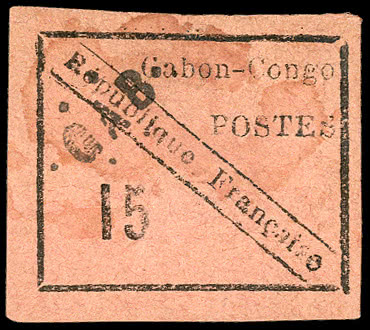 Gabon-Congo
POSTES
République Française
15